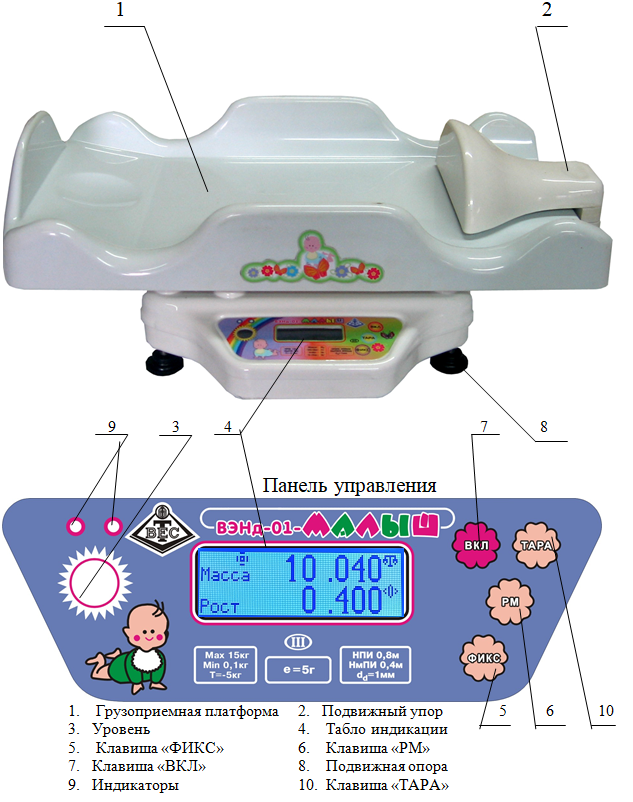 1
2
9
3
4
7
8
Панель управления
ТВЕС
ВЭНд-01-МАЛЫШ
ВКЛ
ТАРА
Масса 10.040
Рост 0.400
РМ
ФИКС
III
Max 15кг
Min 0,1кг
T=-5кг
e=5г
НПИ 0,8м
НмПИ 0,4м
dd=1мм
5
6
10
1. Грузоприемная платформа
2. Подвижный упор
3. Уровень
4. Табло индикации
5. Клавиша «ФИКС»
6. Клавиша «РМ»
7. Клавиша «ВКЛ»
8. Подвижная опора
9. Индикаторы
10. Клавиша «ТАРА»